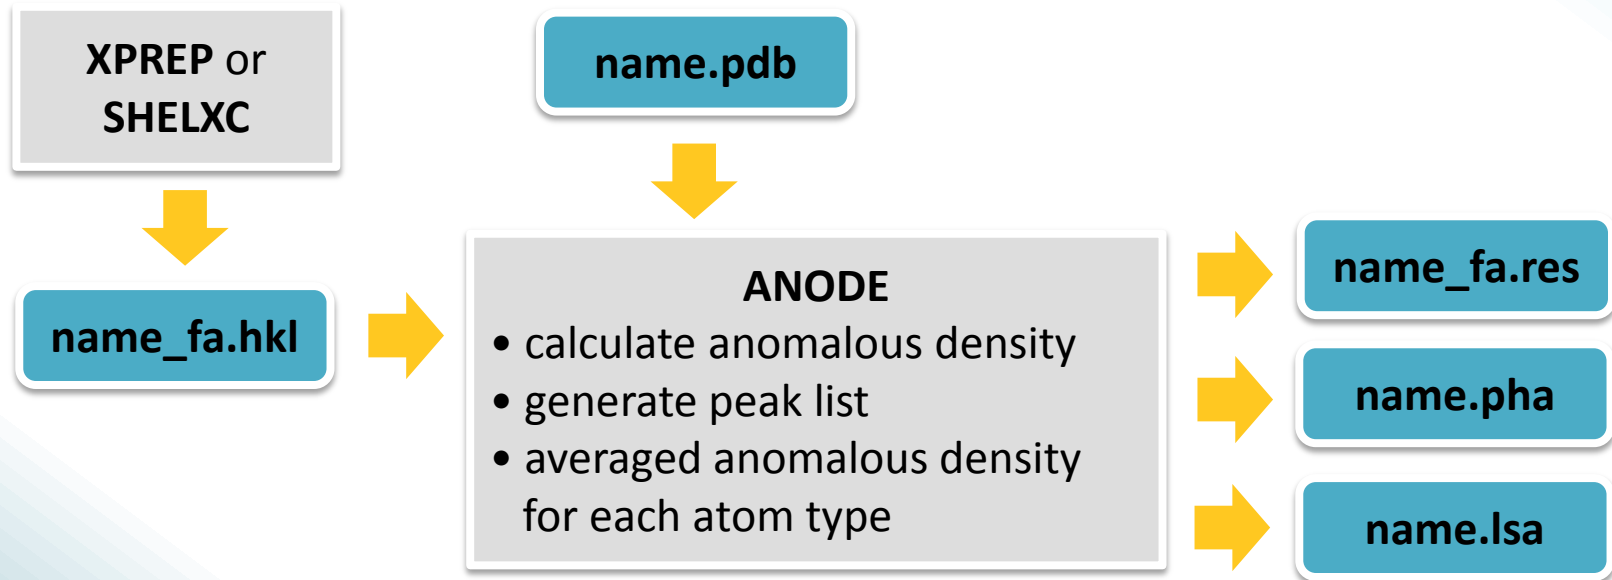 XPREP or
SHELXC
name.pdb
name_fa.hkl
ANODE
• calculate anomalous density
• generate peak list
• averaged anomalous density
for each atom type
name_fa.res
name.pha
name.lsa